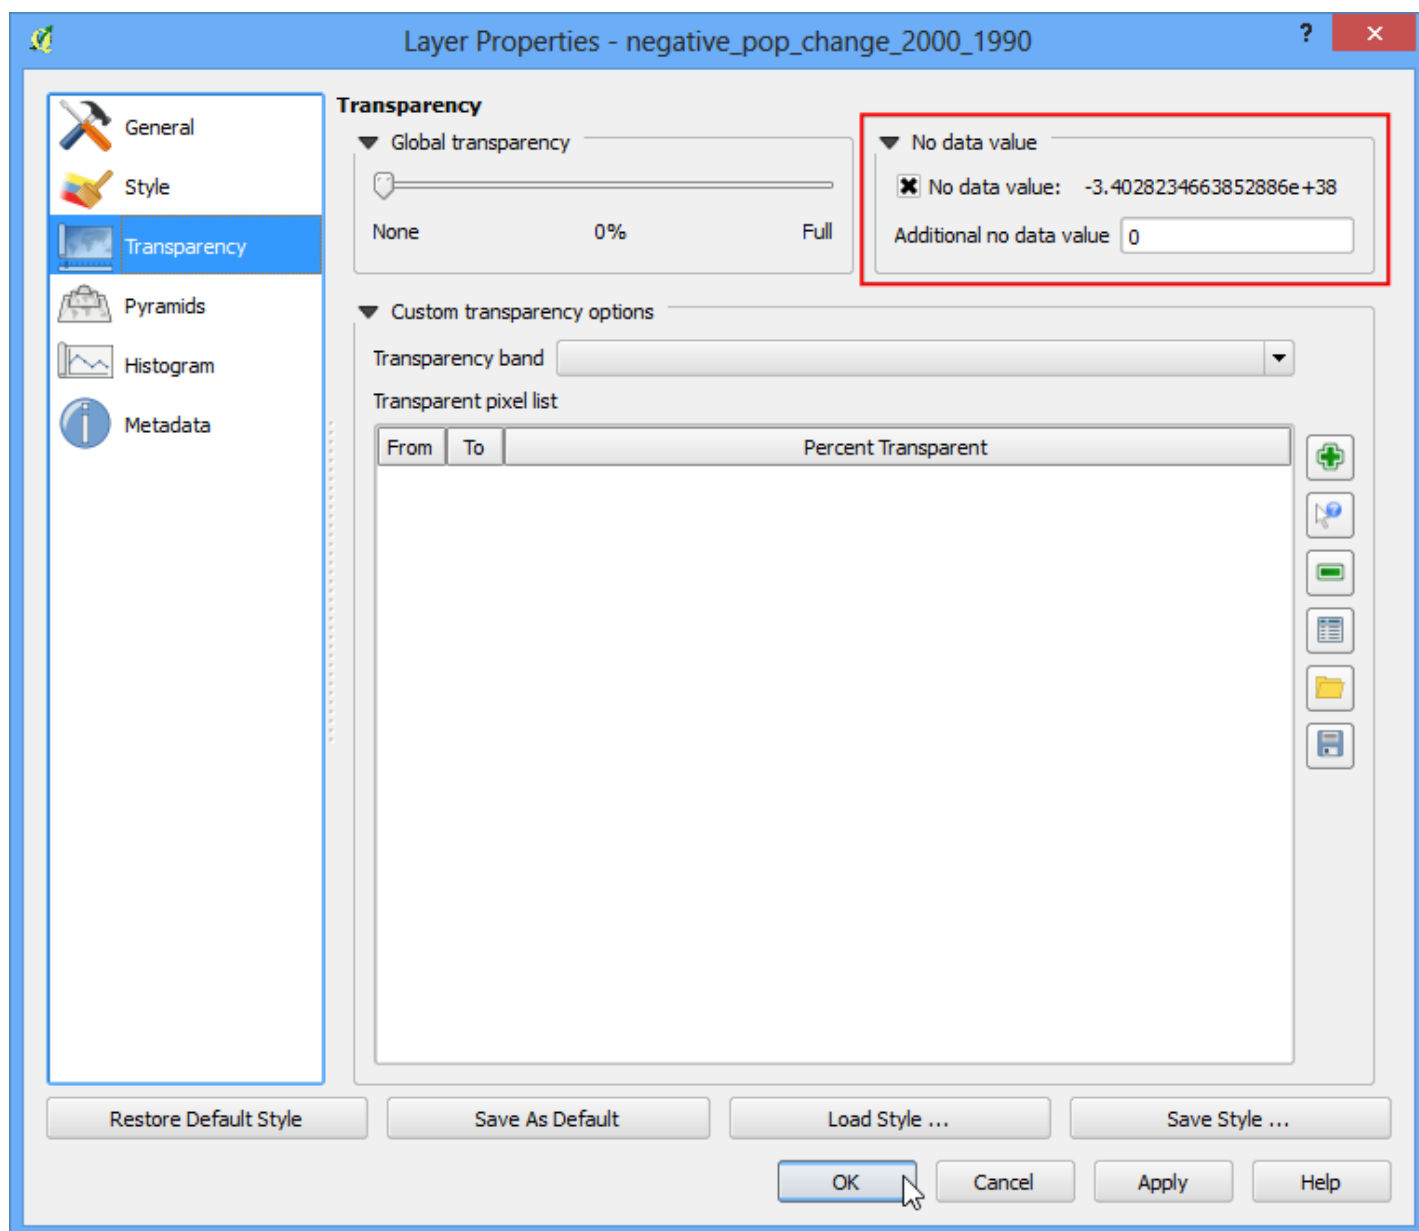 Layer Properties - negative_pop_change_2000_1990
?
General
Style
Transparency
Pyramids
Histogram
Metadata
Transparency
Global transparency
None 0% Full
No data value
No data value: -3.4028234663852886e+38
Additional no data value 0
Custom transparency options
Transparency band
Transparent pixel list
From To Percent Transparent
Restore Default Style Save As Default Load Style ... Save Style ...
OK Cancel Apply Help